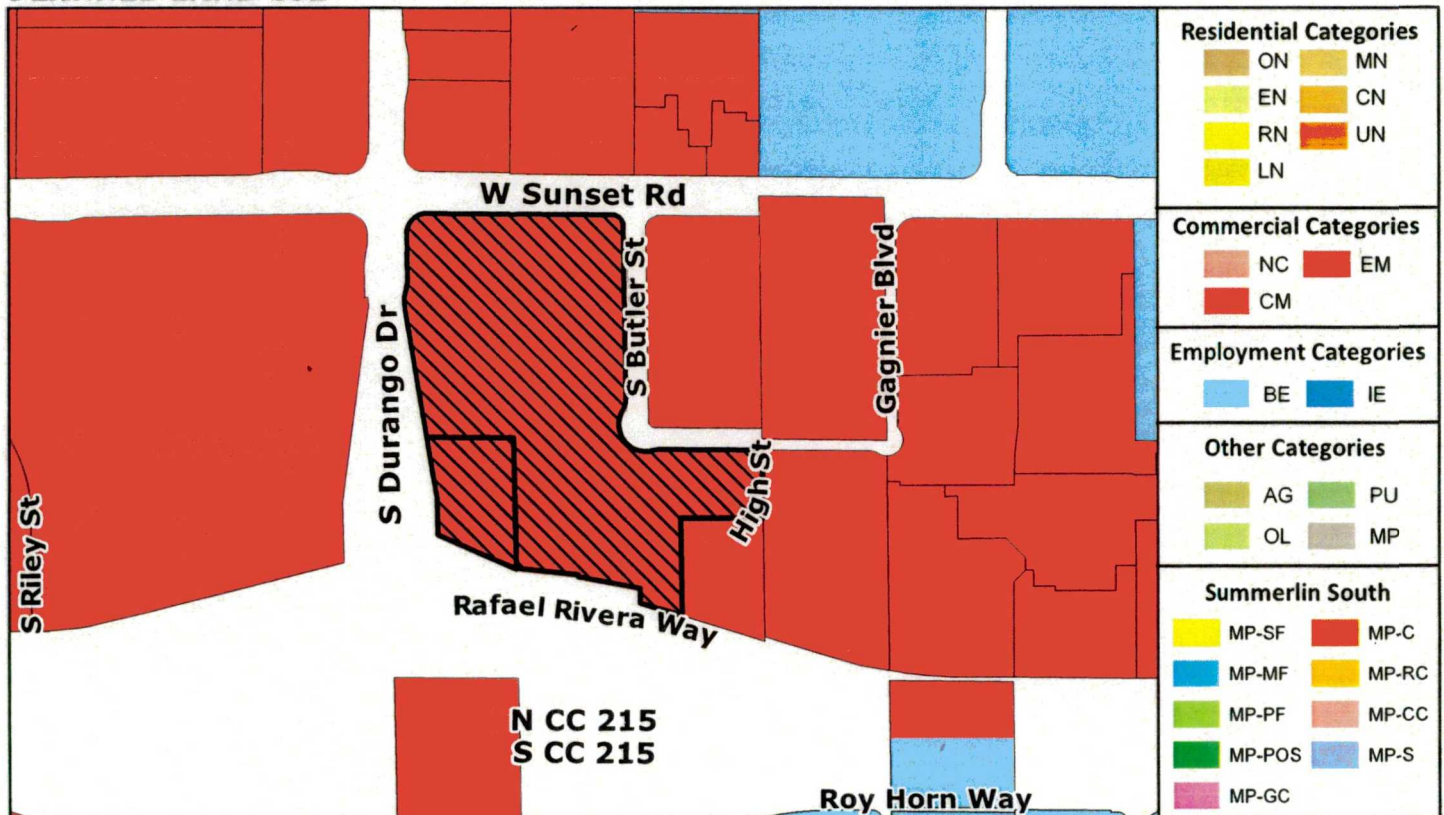 W Sunset Rd
S Butler St
Gagnier Blvd
S Durango Dr
High St
S Riley St
Rafael Rivera Way
N CC 215
S CC 215
Roy Horn Way
Residential Categories
ON MN
EN CN
RN UN
LN
Commercial Categories
NC EM
CM
Employment Categories
BE IE
Other Categories
AG PU
OL MP
Summerlin South
MP-SF MP-C
MP-MF MP-RC
MP-PF MP-CC
MP-POS MP-S
MP-GC